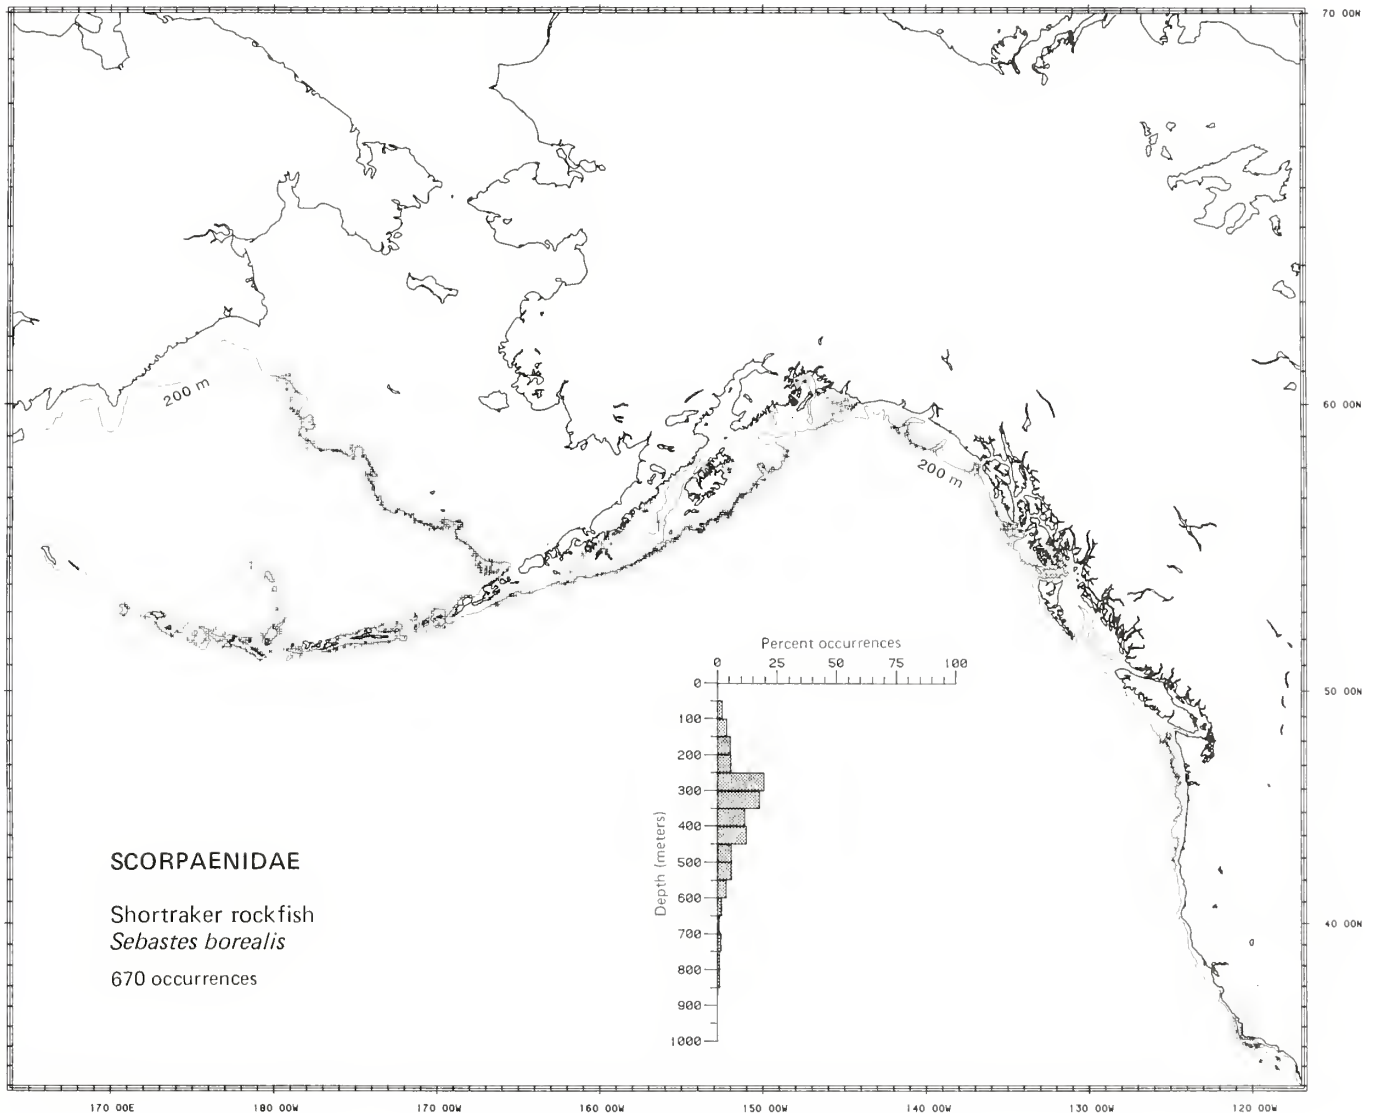 70 00N
200 m
60 00N
200 m
Percent occurrences
0 25 50 75 100
0
50 00N
100
200
300
400
Depth (meters)
500
600
700
800
900
1000
SCORPAENIDAE
Shortraker rockfish
Sebastes borealis
670 occurrences
40 00N
170 00E 180 00W 170 00W 160 00W 150 00W 140 00W 130 00W 120 00W